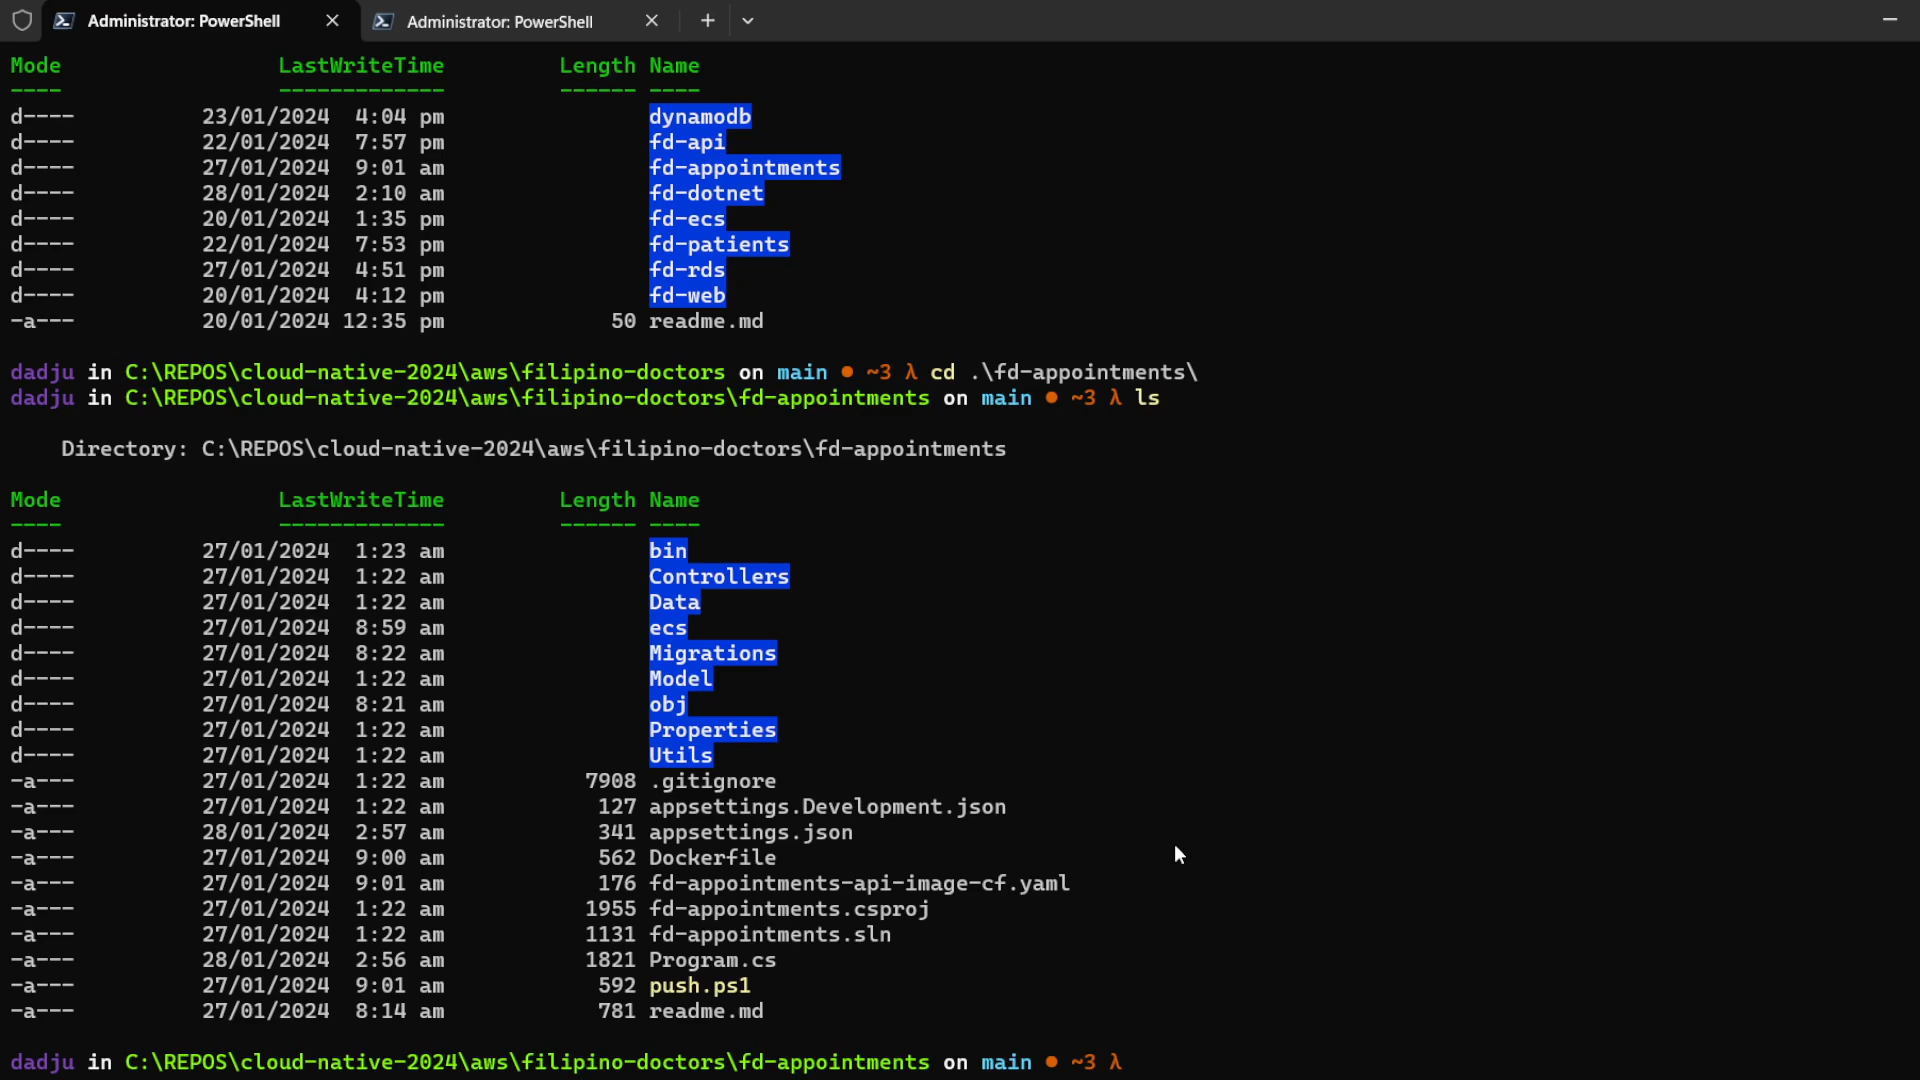 Administrator: PowerShell Administrator: PowerShell
Mode LastWriteTime Length Name
---- ------------- ------ ----
d---- 23/01/2024 4:04 pm dynamodb
d---- 22/01/2024 7:57 pm fd-api
d---- 27/01/2024 9:01 am fd-appointments
d---- 28/01/2024 2:10 am fd-dotnet
d---- 20/01/2024 1:35 pm fd-ecs
d---- 22/01/2024 7:53 pm fd-patients
d---- 27/01/2024 4:51 pm fd-rds
d---- 20/01/2024 4:12 pm fd-web
-a--- 20/01/2024 12:35 pm 50 readme.md
dadju in C:\REPOS\cloud-native-2024\aws\filipino-doctors on main ● ~3 λ cd .\fd-appointments\
dadju in C:\REPOS\cloud-native-2024\aws\filipino-doctors\fd-appointments on main ● ~3 λ ls
Directory: C:\REPOS\cloud-native-2024\aws\filipino-doctors\fd-appointments
Mode LastWriteTime Length Name
---- ------------- ------ ----
d---- 27/01/2024 1:23 am bin
d---- 27/01/2024 1:22 am Controllers
d---- 27/01/2024 1:22 am Data
d---- 27/01/2024 8:59 am ecs
d---- 27/01/2024 8:22 am Migrations
d---- 27/01/2024 1:22 am Model
d---- 27/01/2024 8:21 am obj
d---- 27/01/2024 1:22 am Properties
d---- 27/01/2024 1:22 am Utils
-a--- 27/01/2024 1:22 am 7908 .gitignore
-a--- 27/01/2024 1:22 am 127 appsettings.Development.json
-a--- 28/01/2024 2:57 am 341 appsettings.json
-a--- 27/01/2024 9:00 am 562 Dockerfile
-a--- 27/01/2024 9:01 am 176 fd-appointments-api-image-cf.yaml
-a--- 27/01/2024 1:22 am 1955 fd-appointments.csproj
-a--- 27/01/2024 1:22 am 1131 fd-appointments.sln
-a--- 28/01/2024 2:56 am 1821 Program.cs
-a--- 27/01/2024 9:01 am 592 push.ps1
-a--- 27/01/2024 8:14 am 781 readme.md
dadju in C:\REPOS\cloud-native-2024\aws\filipino-doctors\fd-appointments on main ● ~3 λ